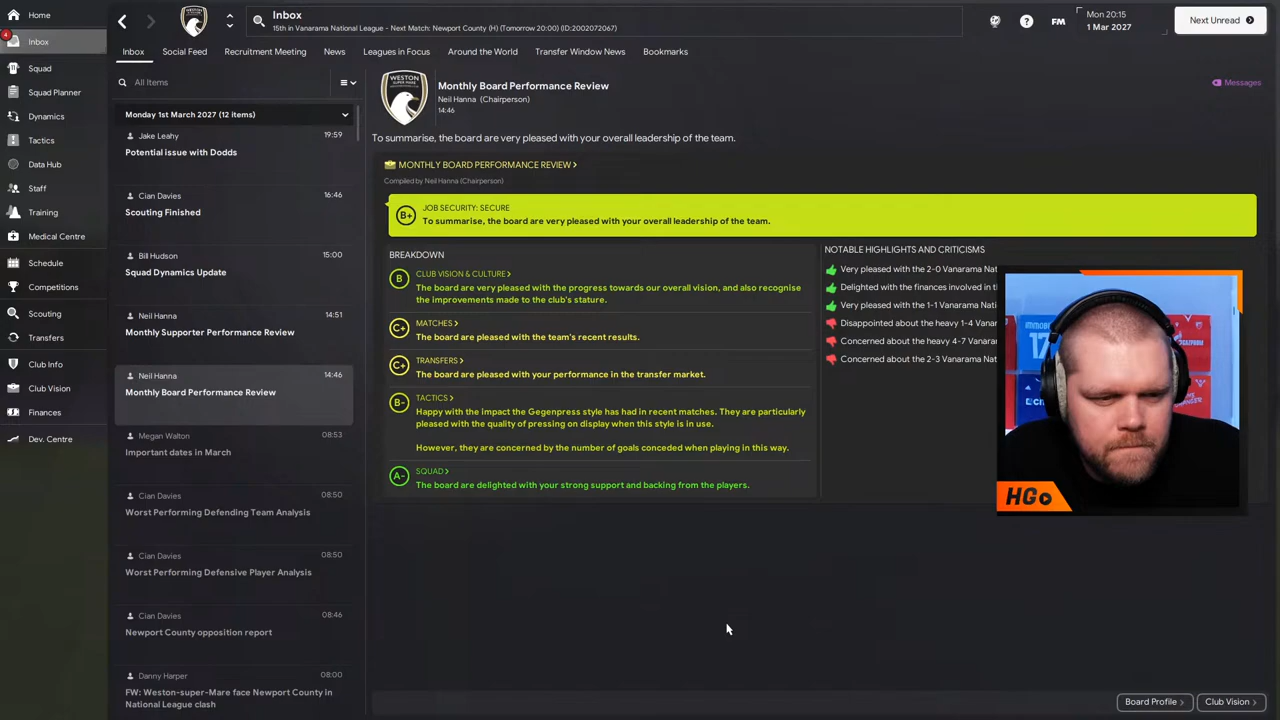 Home
4
Inbox
Squad
Squad Planner
Dynamics
Tactics
Data Hub
Staff
Training
Medical Centre
Schedule
Competitions
Scouting
Transfers
Club Info
Club Vision
Finances
Dev. Centre
Inbox
15th in Vanarama National League - Next Match: Newport County (H) (Tomorrow 20:00) (ID:2002072067)
FM
Mon 20:15
1 Mar 2027
Next Unread
Inbox Social Feed Recruitment Meeting News Leagues in Focus Around the World Transfer Window News Bookmarks
All Items
Monday 1st March 2027 (12 items)
Jake Leahy 19:59
Potential issue with Dodds
Cian Davies 16:46
Scouting Finished
Bill Hudson 15:00
Squad Dynamics Update
Neil Hanna 14:51
Monthly Supporter Performance Review
Neil Hanna 14:46
Monthly Board Performance Review
Megan Walton 08:53
Important dates in March
Cian Davies 08:50
Worst Performing Defending Team Analysis
Cian Davies 08:50
Worst Performing Defensive Player Analysis
Cian Davies 08:46
Newport County opposition report
Danny Harper 08:00
FW: Weston-super-Mare face Newport County in
National League clash
WESTON
SUPER MARE
Monthly Board Performance Review
Neil Hanna (Chairperson)
14:46
Messages
To summarise, the board are very pleased with your overall leadership of the team.
MONTHLY BOARD PERFORMANCE REVIEW
Compiled by Neil Hanna (Chairperson)
B+
JOB SECURITY: SECURE
To summarise, the board are very pleased with your overall leadership of the team.
BREAKDOWN
B
CLUB VISION & CULTURE
The board are very pleased with the progress towards our overall vision, and also recognise
the improvements made to the club's stature.
C+
MATCHES
The board are pleased with the team's recent results.
C+
TRANSFERS
The board are pleased with your performance in the transfer market.
B-
TACTICS
Happy with the impact the Gegenpress style has had in recent matches. They are particularly
pleased with the quality of pressing on display when this style is in use.
However, they are concerned by the number of goals conceded when playing in this way.
A-
SQUAD
The board are delighted with your strong support and backing from the players.
NOTABLE HIGHLIGHTS AND CRITICISMS
Very pleased with the 2-0 Vanarama Nat
Delighted with the finances involved in t
Very pleased with the 1-1 Vanarama Nati
Disappointed about the heavy 1-4 Vanar
Concerned about the heavy 4-7 Vanarar
Concerned about the 2-3 Vanarama Nat
17
HG
Board Profile
Club Vision